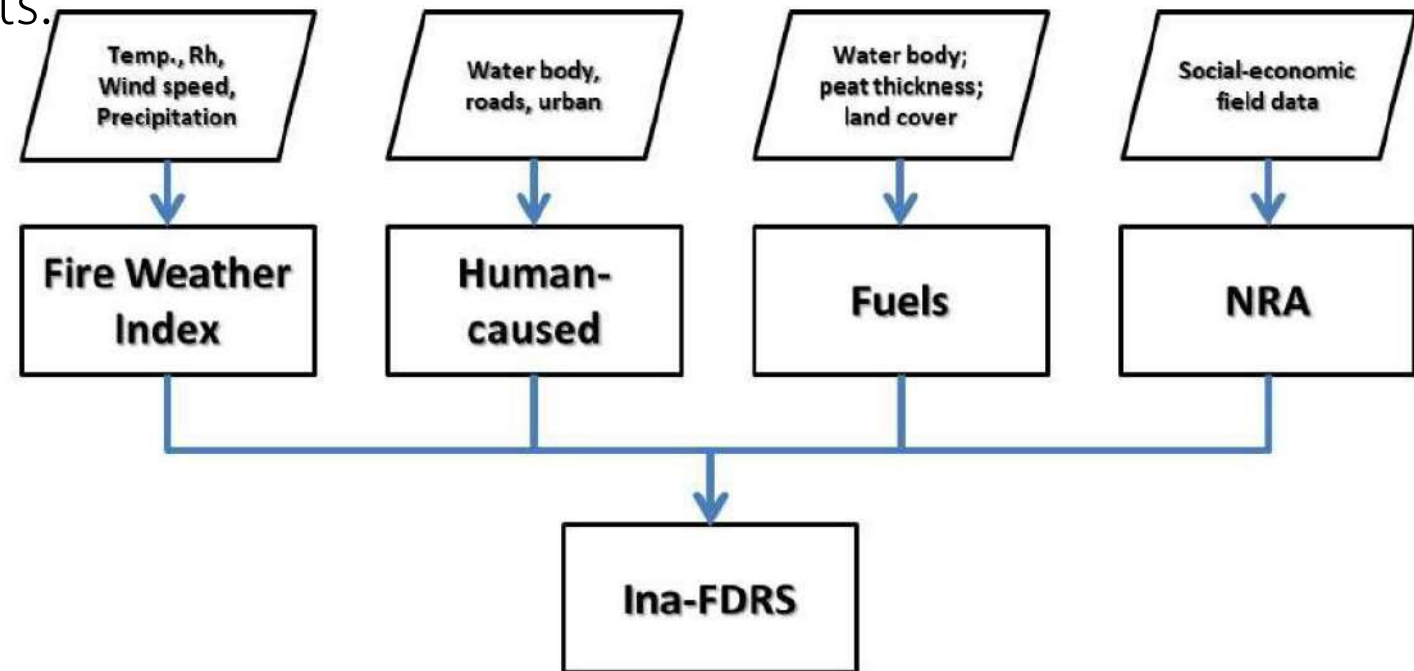 ts.
Temp., Rh,
Wind speed,
Precipitation
Water body,
roads, urban
Water body;
peat thickness;
land cover
Social-economic
field data
Fire Weather
Index
Human-
caused
Fuels
NRA
Ina-FDRS